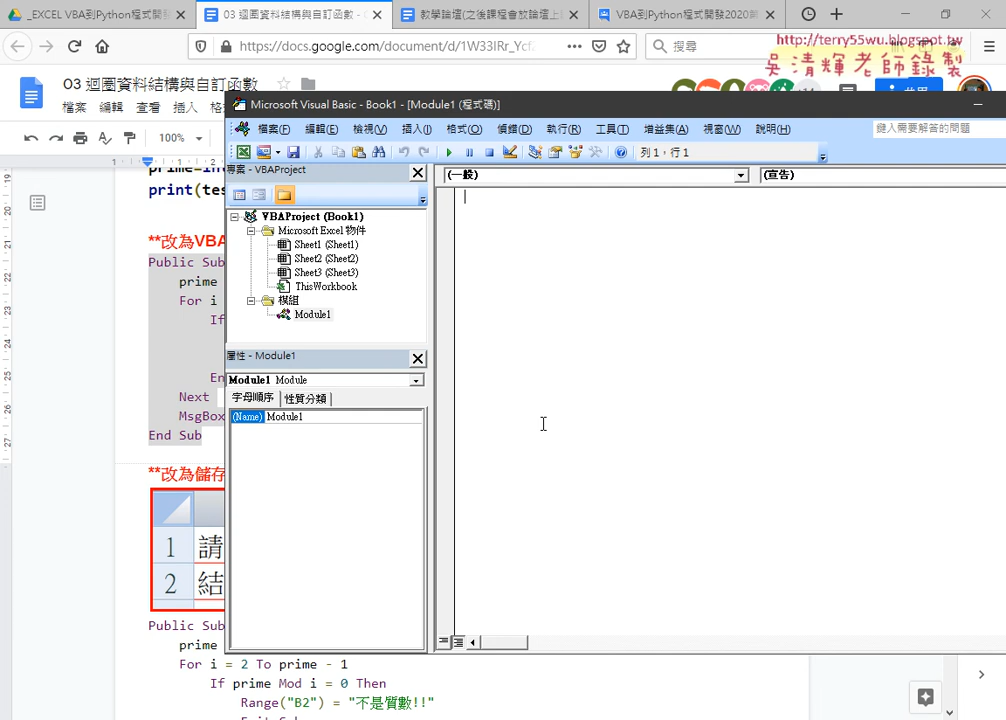 _EXCEL VBA到Python程式開發
03 迴圈資料結構與自訂函數 -
教學論壇(之後課程會放論壇上
VBA到Python程式開發2020
https://docs.google.com/document/d/1W33IRr_Ycf
搜尋
http://terry55wu.blogspot.tw
吳清輝老師錄製
03 迴圈資料結構與自訂函數
檔案 編輯 查看 插入
100%
print(tes
**改為VBA
Public Sub
prime
For i
If
En
Next
MsgBox
End Sub
**改為儲存
1 請
2 結
Public Sub
prime
For i = 2 To prime - 1
If prime Mod i = 0 Then
Range("B2") = "不是質數!!"
Microsoft Visual Basic - Book1 - [Module1 (程式碼)]
檔案(F) 編輯(E) 檢視(V) 插入(I) 格式(O) 偵錯(D) 執行(R) 工具(T) 增益集(A) 視窗(W) 說明(H)
鍵入需要解答的問題
列 1，行 1
專案 - VBAProject
VBAProject (Book1)
Microsoft Excel 物件
Sheet1 (Sheet1)
Sheet2 (Sheet2)
Sheet3 (Sheet3)
ThisWorkbook
模組
Module1
屬性 - Module1
Module1 Module
字母順序 性質分類
(Name) Module1
(一般)
(宣告)